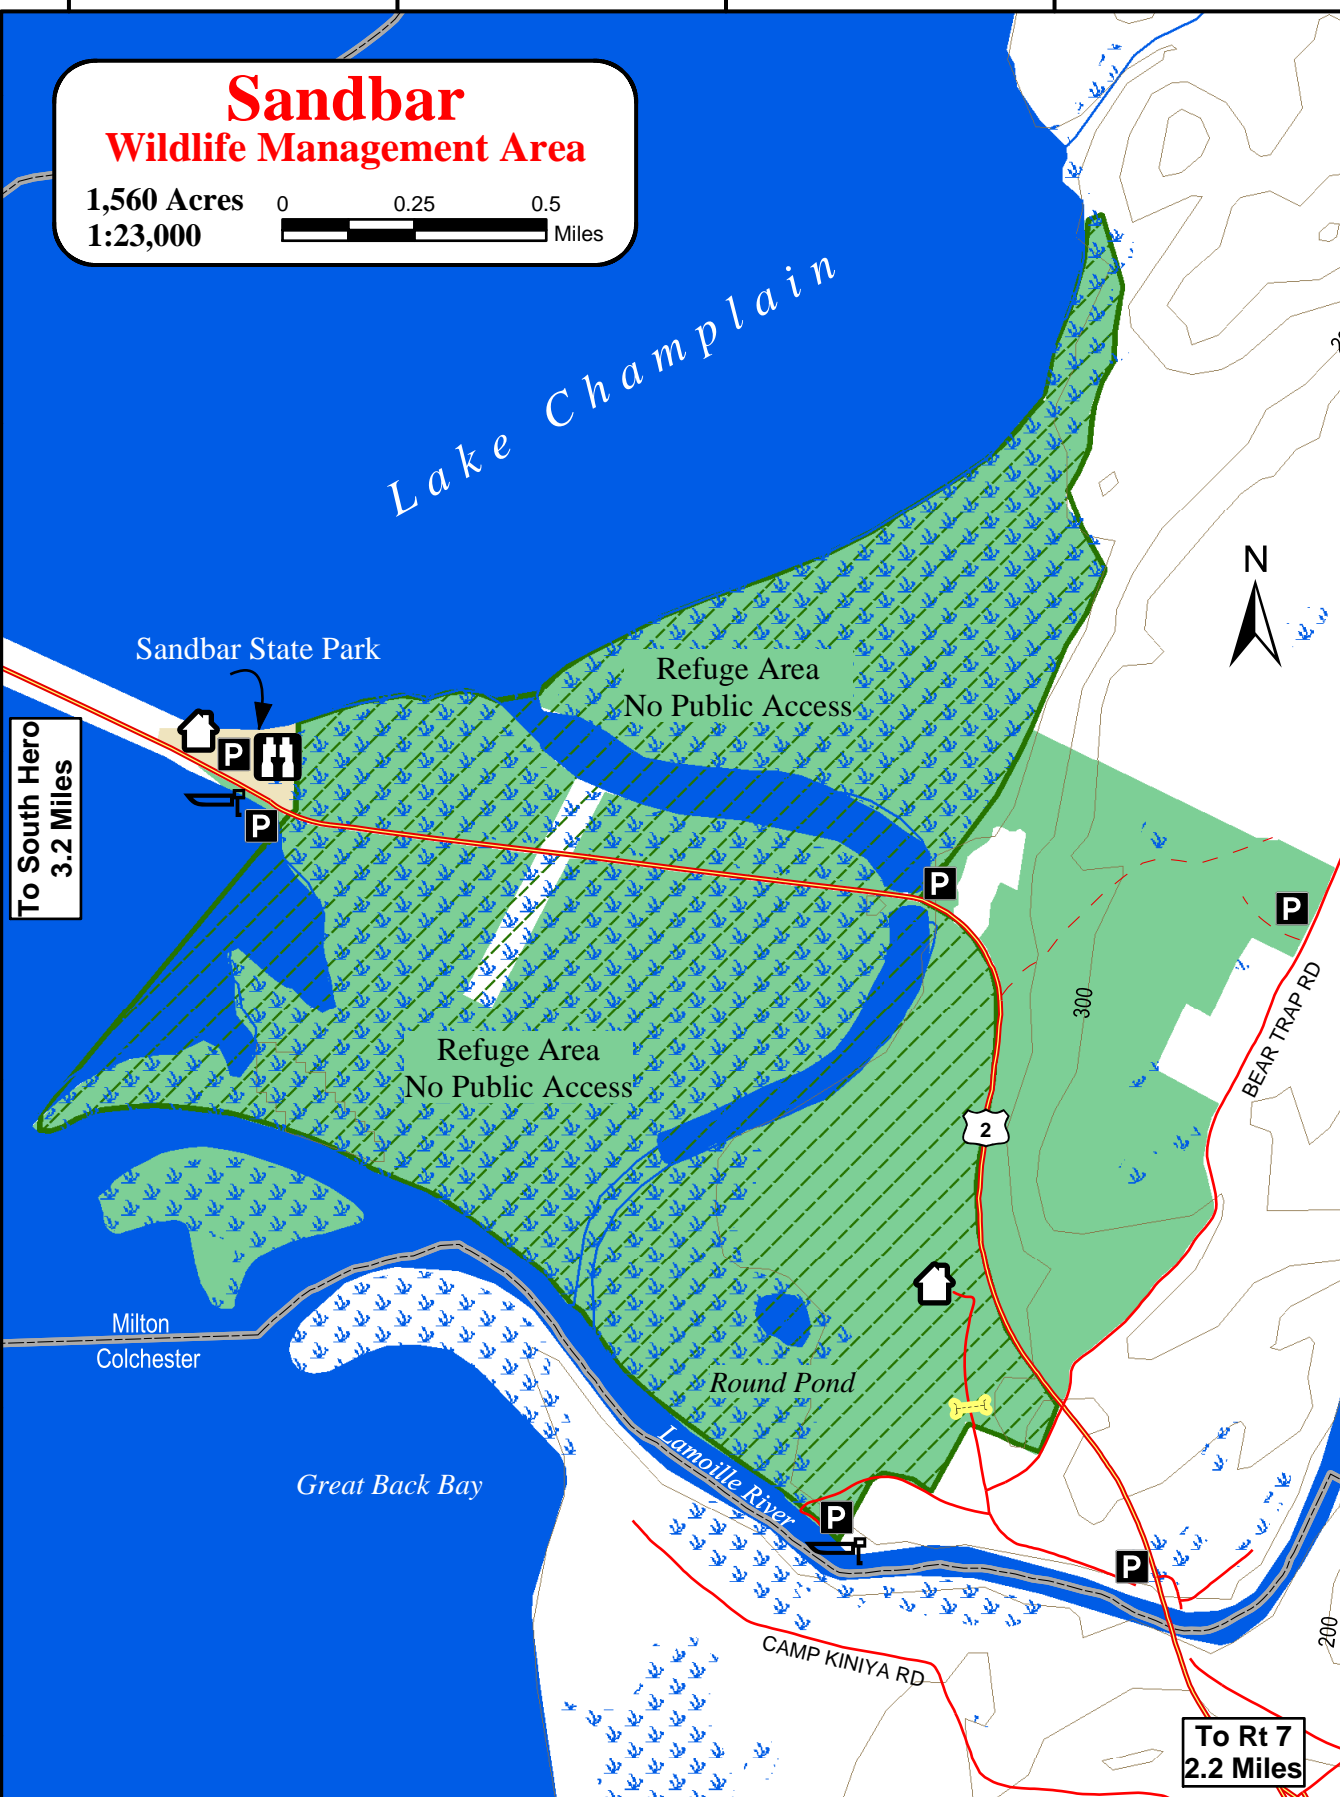 Sandbar
Wildlife Management Area
1,560 Acres
1:23,000
0 0.25 0.5
Miles
Lake Champlain
N
Sandbar State Park
Refuge Area
No Public Access
P
P
P
P
To South Hero
3.2 Miles
300
BEAR TRAP RD
Refuge Area
No Public Access
2
Milton
Colchester
Round Pond
Lamoille River
Great Back Bay
P
P
CAMP KINIYA RD
200
To Rt 7
2.2 Miles